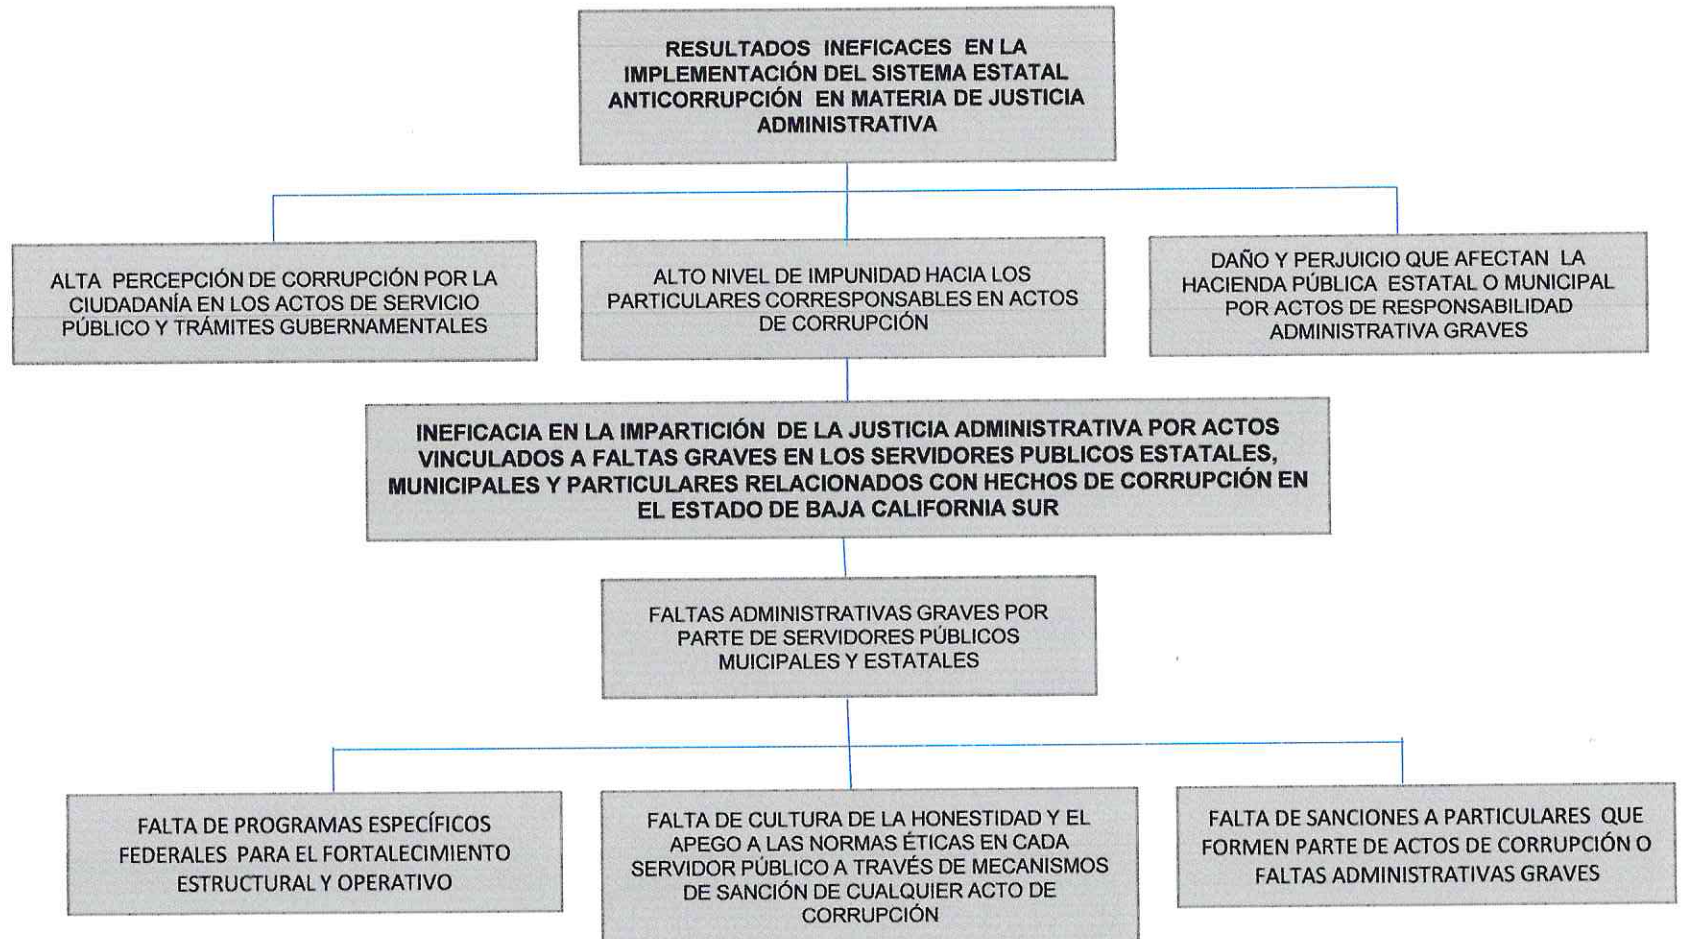 RESULTADOS INEFICACES EN LA
IMPLEMENTACIÓN DEL SISTEMA ESTATAL
ANTICORRUPCIÓN EN MATERIA DE JUSTICIA
ADMINISTRATIVA
ALTA PERCEPCIÓN DE CORRUPCIÓN POR LA
CIUDADANÍA EN LOS ACTOS DE SERVICIO
PÚBLICO Y TRÁMITES GUBERNAMENTALES
ALTO NIVEL DE IMPUNIDAD HACIA LOS
PARTICULARES CORRESPONSABLES EN ACTOS
DE CORRUPCIÓN
DAÑO Y PERJUICIO QUE AFECTAN LA
HACIENDA PÚBLICA ESTATAL O MUNICIPAL
POR ACTOS DE RESPONSABILIDAD
ADMINISTRATIVA GRAVES
INEFICACIA EN LA IMPARTICIÓN DE LA JUSTICIA ADMINISTRATIVA POR ACTOS
VINCULADOS A FALTAS GRAVES EN LOS SERVIDORES PUBLICOS ESTATALES,
MUNICIPALES Y PARTICULARES RELACIONADOS CON HECHOS DE CORRUPCIÓN EN
EL ESTADO DE BAJA CALIFORNIA SUR
FALTAS ADMINISTRATIVAS GRAVES POR
PARTE DE SERVIDORES PÚBLICOS
MUICIPALES Y ESTATALES
FALTA DE PROGRAMAS ESPECÍFICOS
FEDERALES PARA EL FORTALECIMIENTO
ESTRUCTURAL Y OPERATIVO
FALTA DE CULTURA DE LA HONESTIDAD Y EL
APEGO A LAS NORMAS ÉTICAS EN CADA
SERVIDOR PÚBLICO A TRAVÉS DE MECANISMOS
DE SANCIÓN DE CUALQUIER ACTO DE
CORRUPCIÓN
FALTA DE SANCIONES A PARTICULARES QUE
FORMEN PARTE DE ACTOS DE CORRUPCIÓN O
FALTAS ADMINISTRATIVAS GRAVES